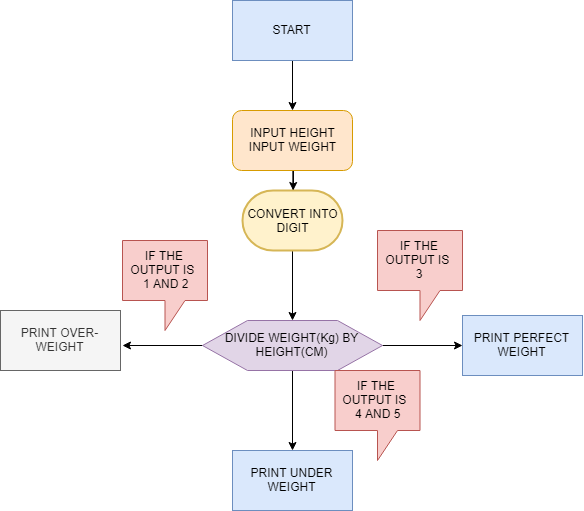 START
INPUT HEIGHT
INPUT WEIGHT
CONVERT INTO
DIGIT
IF THE
OUTPUT IS
1 AND 2
IF THE
OUTPUT IS
3
PRINT OVER-
WEIGHT
DIVIDE WEIGHT(Kg) BY
HEIGHT(CM)
PRINT PERFECT
WEIGHT
IF THE
OUTPUT IS
4 AND 5
PRINT UNDER
WEIGHT